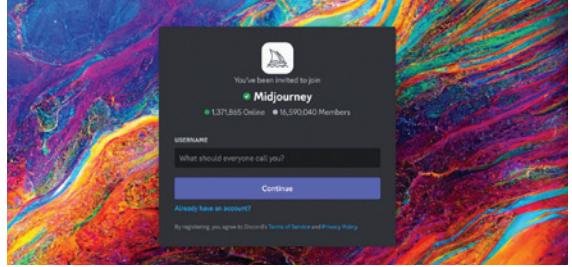 You've been invited to join
Midjourney
1,371,865 Online 16,590,040 Members
USERNAME
What should everyone call you?
Continue
Already have an account?
By registering, you agree to Discord's Terms of Service and Privacy Policy.